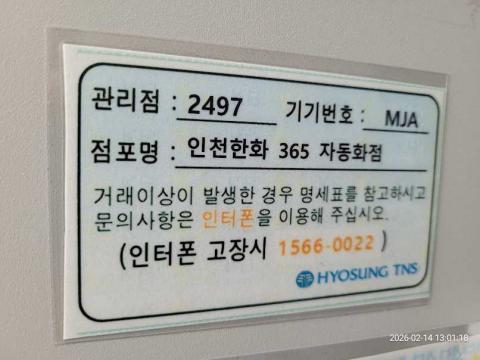 관리점 : 2497 기기번호 : MJA
점포명 : 인천한화 365 자동화점
거래이상이 발생한 경우 명세표를 참고하시고
문의사항은 인터폰을 이용해 주십시오.
(인터폰 고장시 1566-0022 )
HYOSUNG TNS
2026-02-14 13:01:18